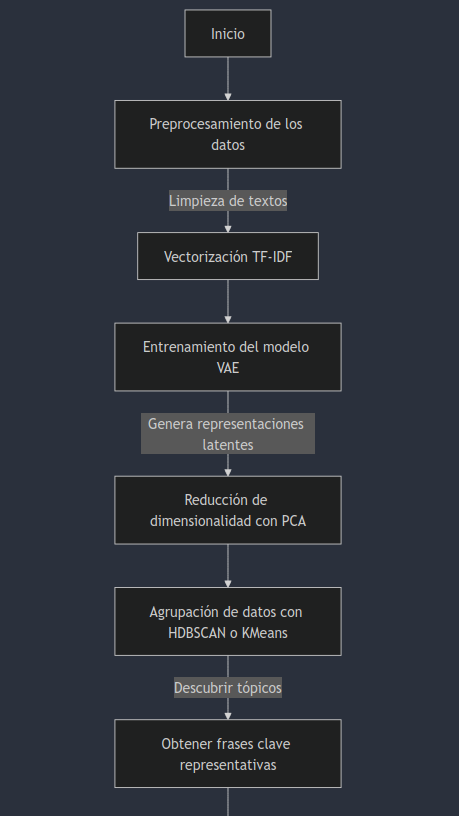 Inicio
Preprocesamiento de los
datos
Limpieza de textos
Vectorización TF-IDF
Entrenamiento del modelo
VAE
Genera representaciones
latentes
Reducción de
dimensionalidad con PCA
Agrupación de datos con
HDBSCAN o KMeans
Descubrir tópicos
Obtener frases clave
representativas